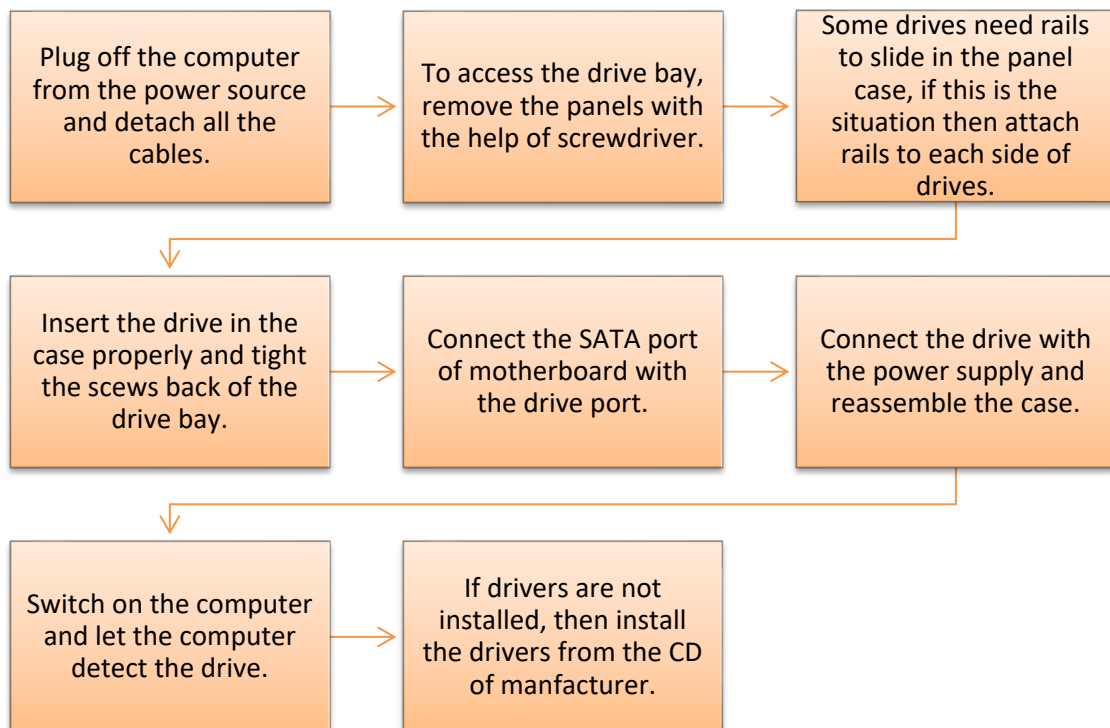 Plug off the computer
from the power source
and detach all the
cables.
To access the drive bay,
remove the panels with
the help of screwdriver.
Some drives need rails
to slide in the panel
case, if this is the
situation then attach
rails to each side of
drives.
Insert the drive in the
case properly and tight
the scews back of the
drive bay.
Connect the SATA port
of motherboard with
the drive port.
Connect the drive with
the power supply and
reassemble the case.
Switch on the computer
and let the computer
detect the drive.
If drivers are not
installed, then install
the drivers from the CD
of manfacturer.